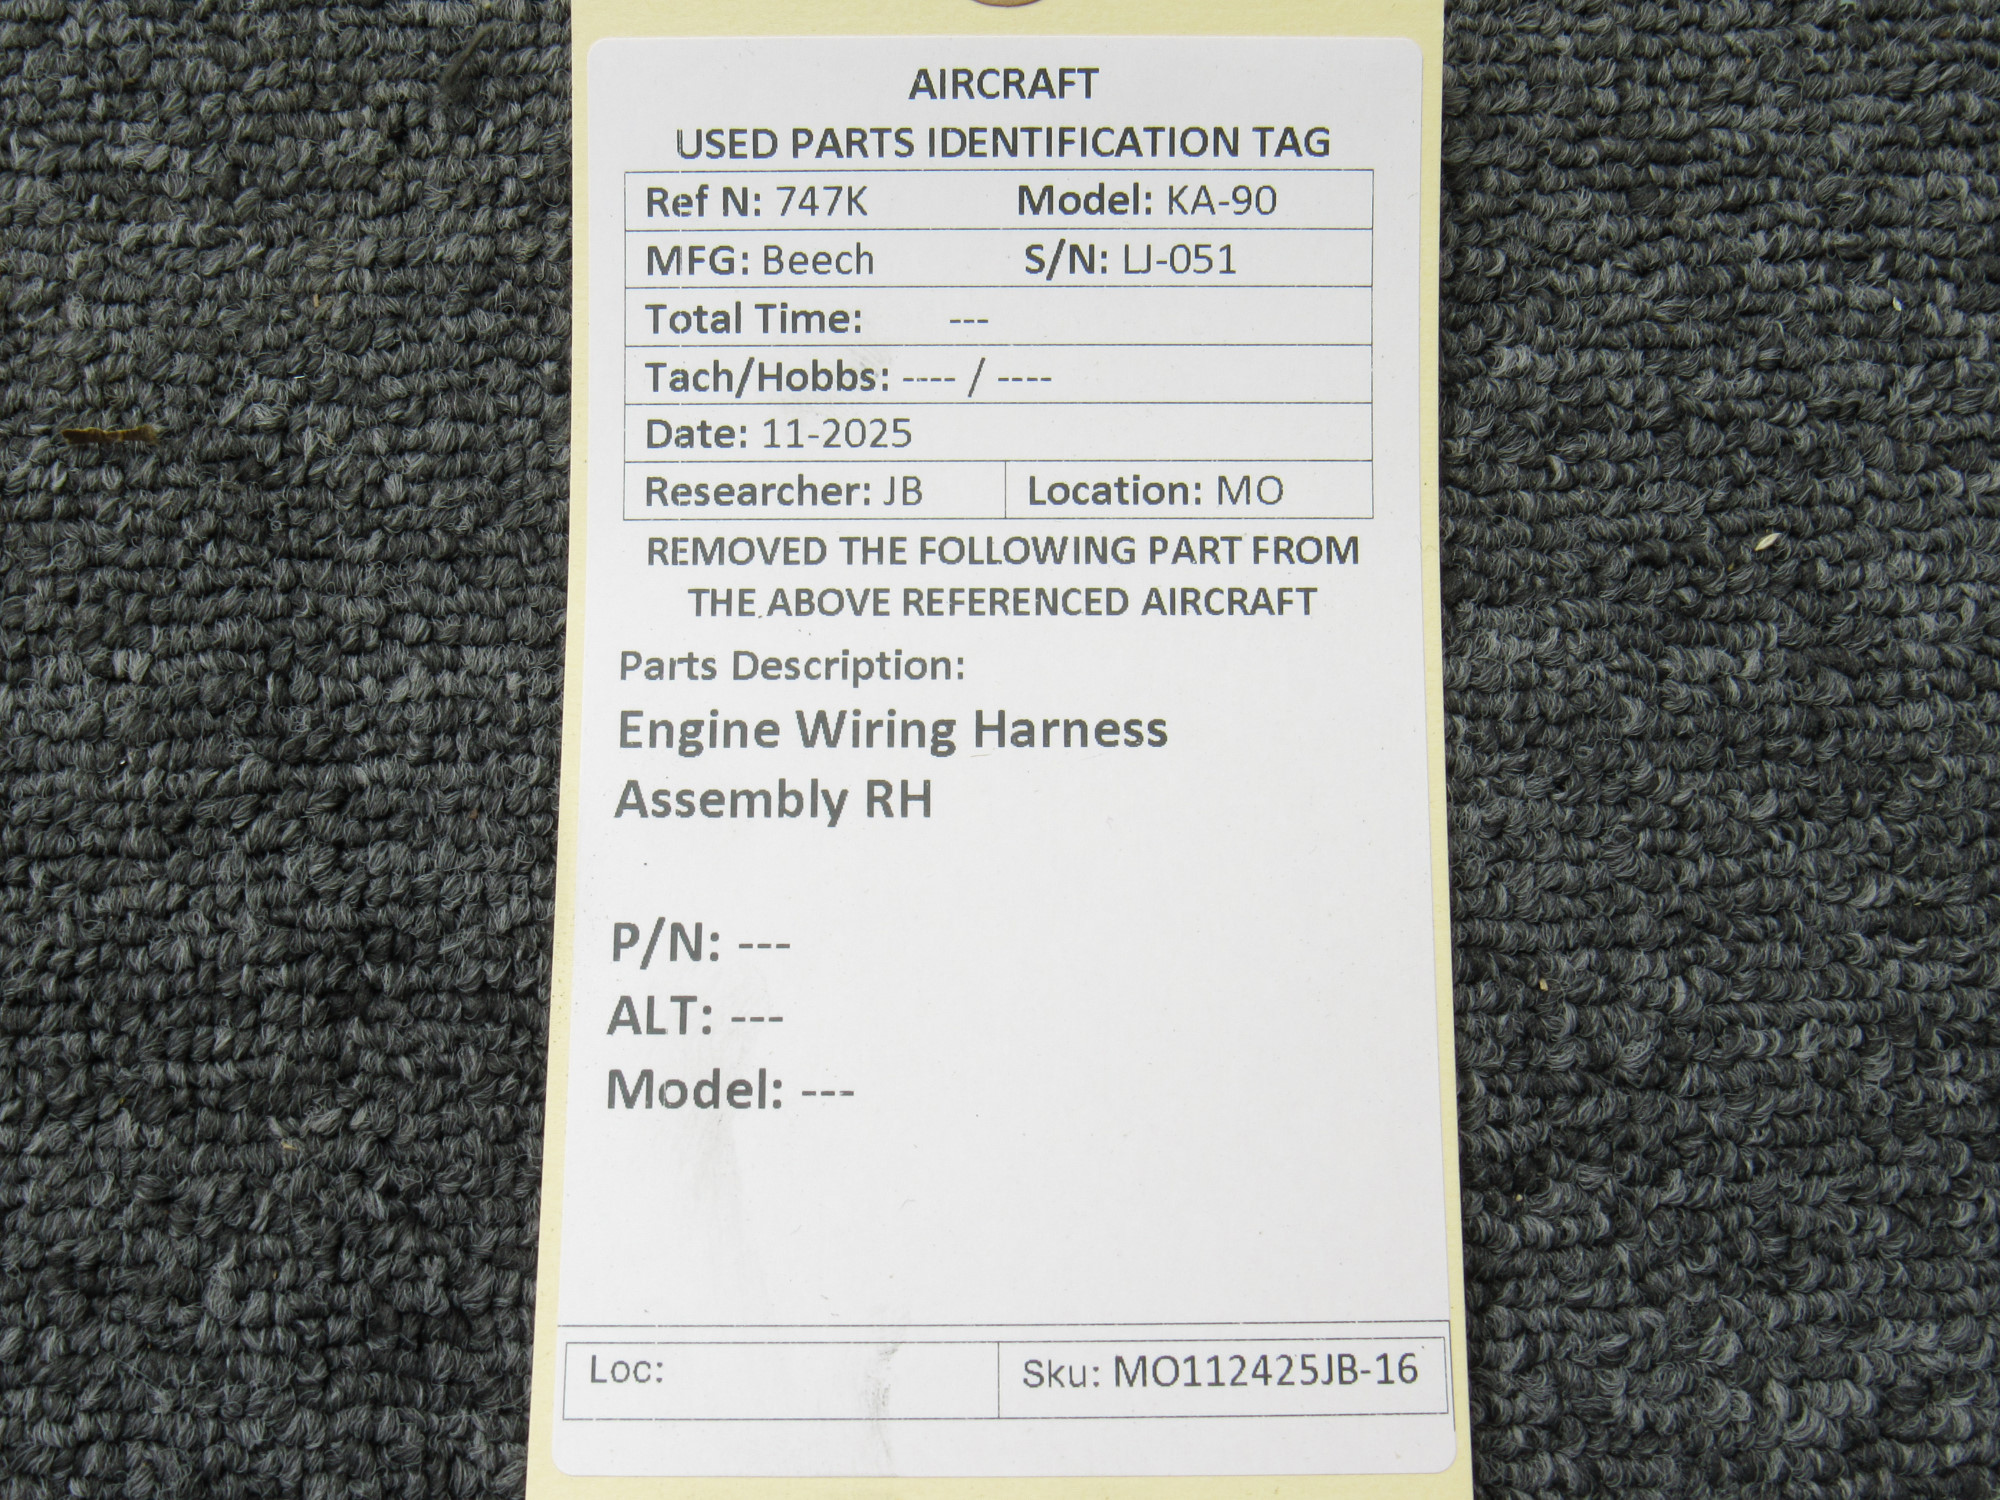 AIRCRAFT
USED PARTS IDENTIFICATION TAG
Ref N: 747K Model: KA-90
MFG: Beech S/N: LJ-051
Total Time: ---
Tach/Hobbs: ---- / ----
Date: 11-2025
Researcher: JB Location: MO
REMOVED THE FOLLOWING PART FROM
THE ABOVE REFERENCED AIRCRAFT
Parts Description:
Engine Wiring Harness
Assembly RH
P/N: ---
ALT: ---
Model: ---
Loc: Sku: MO112425JB-16